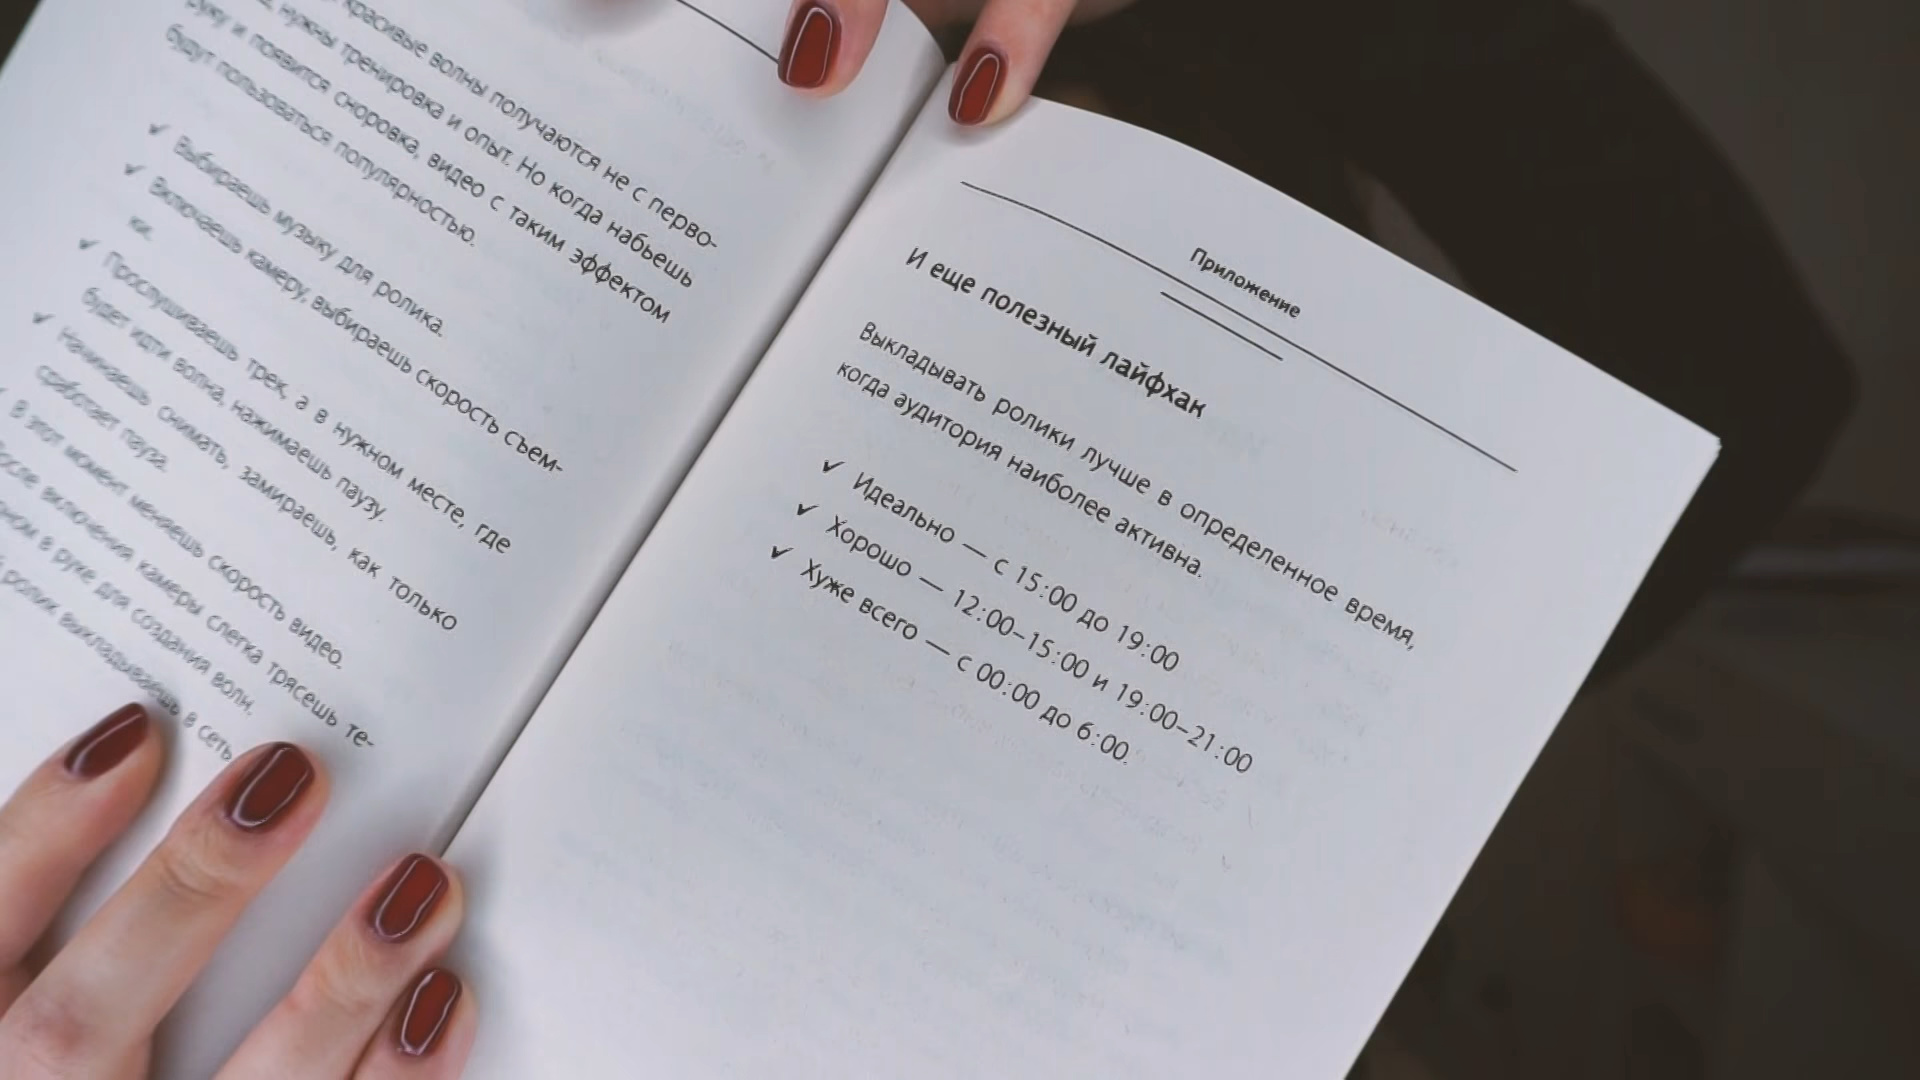 красивые волны получаются не с перво-
нужны тренировка и опыт. Но когда набьешь
руку и появится сноровка, видео с таким эффектом
будут пользоваться популярностью.
✓ Выбираешь музыку для ролика.
✓ Включаешь камеру, выбираешь скорость съем-
ки.
✓ Прослушиваешь трек, а в нужном месте, где
будет идти волна, нажимаешь паузу.
✓ Начинаешь снимать, замираешь, как только
сработает пауза.
✓ В этот момент меняешь скорость видео.
После включения камеры слегка трясешь те-
в руке для создания волн.
ролик выкладываешь в сеть
Приложение
И еще полезный лайфхак
Выкладывать ролики лучше в определенное время,
когда аудитория наиболее активна.
✓ Идеально — с 15:00 до 19:00
✓ Хорошо — 12:00–15:00 и 19:00–21:00
✓ Хуже всего — с 00:00 до 6:00.